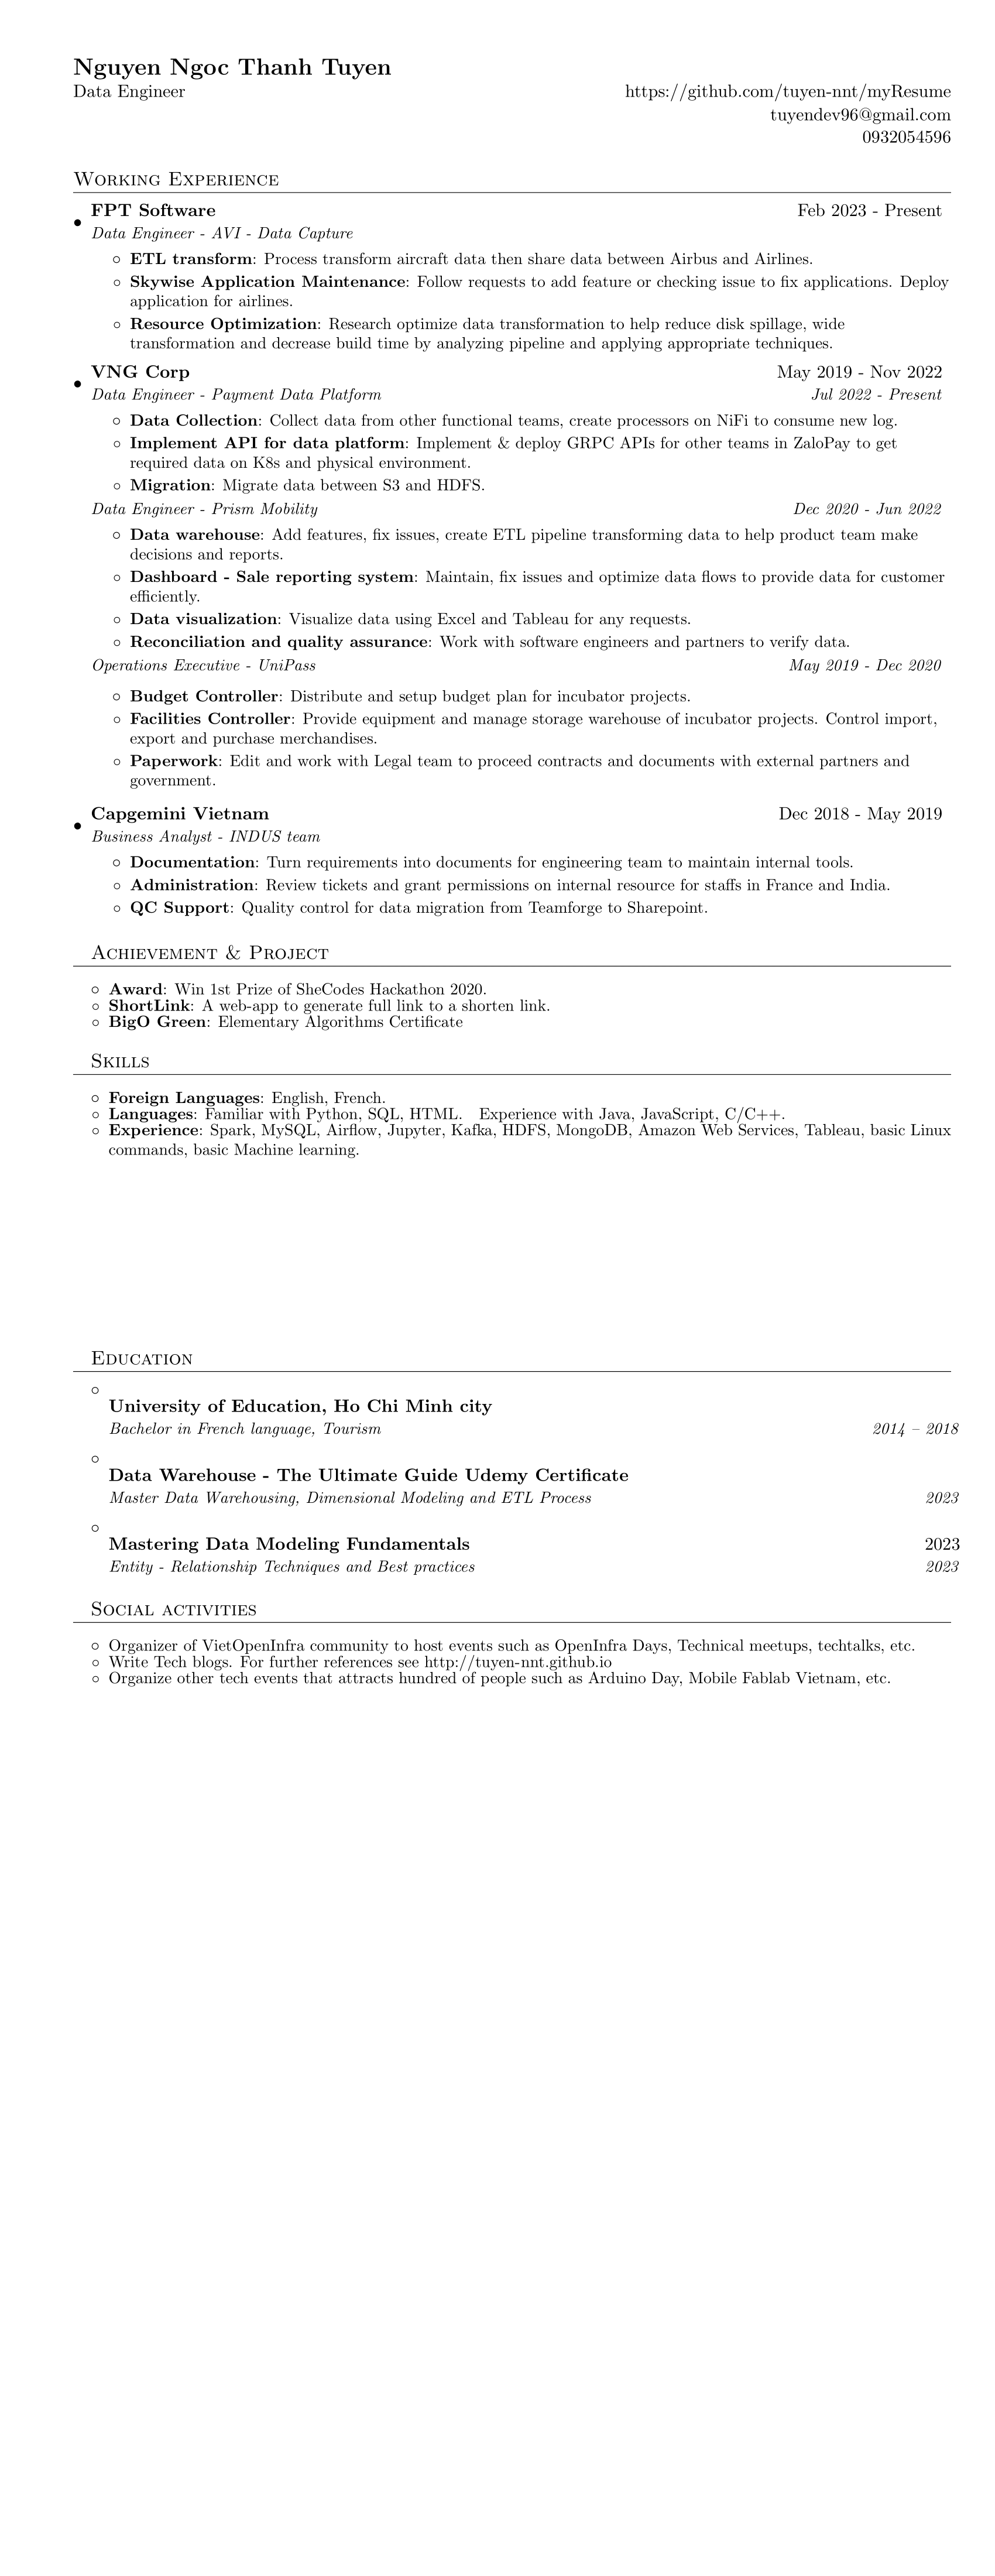 Nguyen Ngoc Thanh Tuyen
Data Engineer https://github.com/tuyen-nnt/myResume
tuyendev96@gmail.com
0932054596
Working Experience
• FPT Software Feb 2023 - Present
Data Engineer - AVI - Data Capture
◦ ETL transform: Process transform aircraft data then share data between Airbus and Airlines.
◦ Skywise Application Maintenance: Follow requests to add feature or checking issue to fix applications. Deploy
application for airlines.
◦ Resource Optimization: Research optimize data transformation to help reduce disk spillage, wide
transformation and decrease build time by analyzing pipeline and applying appropriate techniques.
• VNG Corp May 2019 - Nov 2022
Data Engineer - Payment Data Platform Jul 2022 - Present
◦ Data Collection: Collect data from other functional teams, create processors on NiFi to consume new log.
◦ Implement API for data platform: Implement & deploy GRPC APIs for other teams in ZaloPay to get
required data on K8s and physical environment.
◦ Migration: Migrate data between S3 and HDFS.
Data Engineer - Prism Mobility Dec 2020 - Jun 2022
◦ Data warehouse: Add features, fix issues, create ETL pipeline transforming data to help product team make
decisions and reports.
◦ Dashboard - Sale reporting system: Maintain, fix issues and optimize data flows to provide data for customer
efficiently.
◦ Data visualization: Visualize data using Excel and Tableau for any requests.
◦ Reconciliation and quality assurance: Work with software engineers and partners to verify data.
Operations Executive - UniPass May 2019 - Dec 2020
◦ Budget Controller: Distribute and setup budget plan for incubator projects.
◦ Facilities Controller: Provide equipment and manage storage warehouse of incubator projects. Control import,
export and purchase merchandises.
◦ Paperwork: Edit and work with Legal team to proceed contracts and documents with external partners and
government.
• Capgemini Vietnam Dec 2018 - May 2019
Business Analyst - INDUS team
◦ Documentation: Turn requirements into documents for engineering team to maintain internal tools.
◦ Administration: Review tickets and grant permissions on internal resource for staffs in France and India.
◦ QC Support: Quality control for data migration from Teamforge to Sharepoint.
Achievement & Project
◦ Award: Win 1st Prize of SheCodes Hackathon 2020.
◦ ShortLink: A web-app to generate full link to a shorten link.
◦ BigO Green: Elementary Algorithms Certificate
Skills
◦ Foreign Languages: English, French.
◦ Languages: Familiar with Python, SQL, HTML. Experience with Java, JavaScript, C/C++.
◦ Experience: Spark, MySQL, Airflow, Jupyter, Kafka, HDFS, MongoDB, Amazon Web Services, Tableau, basic Linux
commands, basic Machine learning.
Education
◦
University of Education, Ho Chi Minh city
Bachelor in French language, Tourism 2014 – 2018
◦
Data Warehouse - The Ultimate Guide Udemy Certificate
Master Data Warehousing, Dimensional Modeling and ETL Process 2023
◦
Mastering Data Modeling Fundamentals 2023
Entity - Relationship Techniques and Best practices 2023
Social activities
◦ Organizer of VietOpenInfra community to host events such as OpenInfra Days, Technical meetups, techtalks, etc.
◦ Write Tech blogs. For further references see http://tuyen-nnt.github.io
◦ Organize other tech events that attracts hundred of people such as Arduino Day, Mobile Fablab Vietnam, etc.